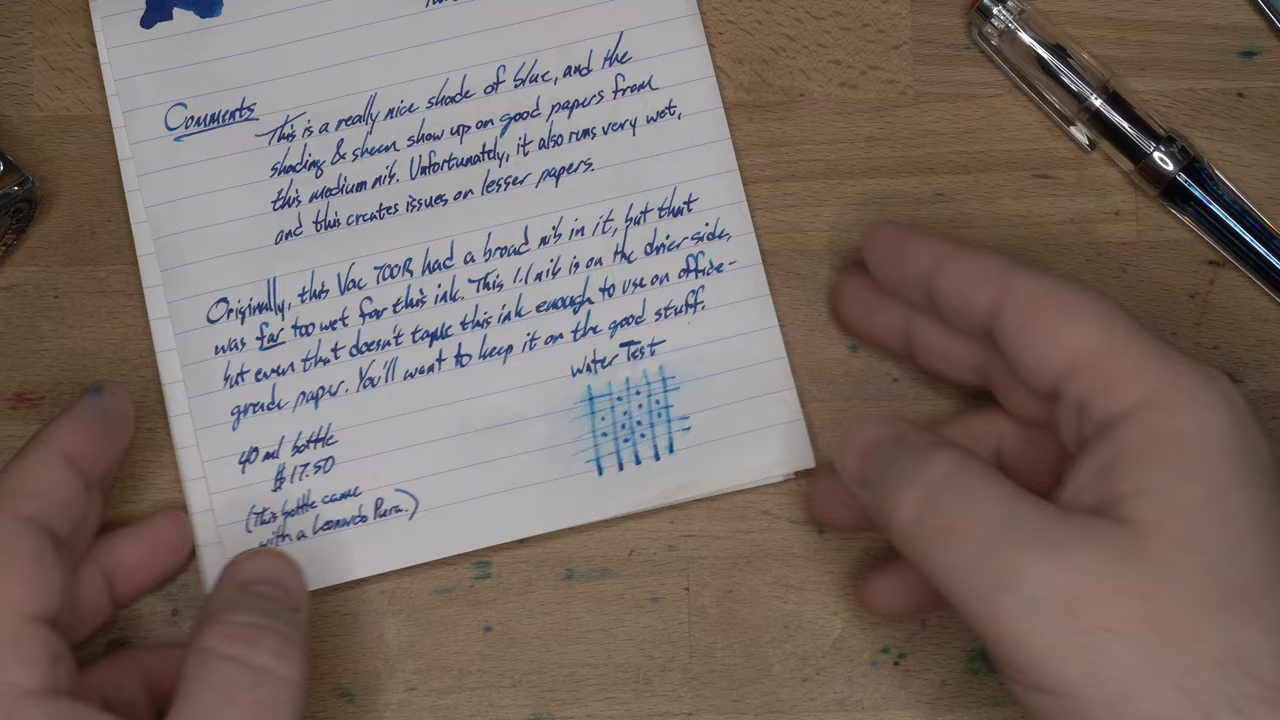 Comments
This is a really nice shade of blue, and the
shading & sheen show up on good papers from
this medium nib. Unfortunately, it also runs very wet,
and this creates issues on lesser papers.
Originally, this Vac 700R had a broad nib in it, but that
was far too wet for this ink. This 1.1 nib is on the drier side,
but even that doesn't tame this ink enough to use on office-
grade paper. You'll want to keep it on the good stuff.
Water Test
40 ml bottle
$17.50
(This bottle came
with a Leonardo Pura.)